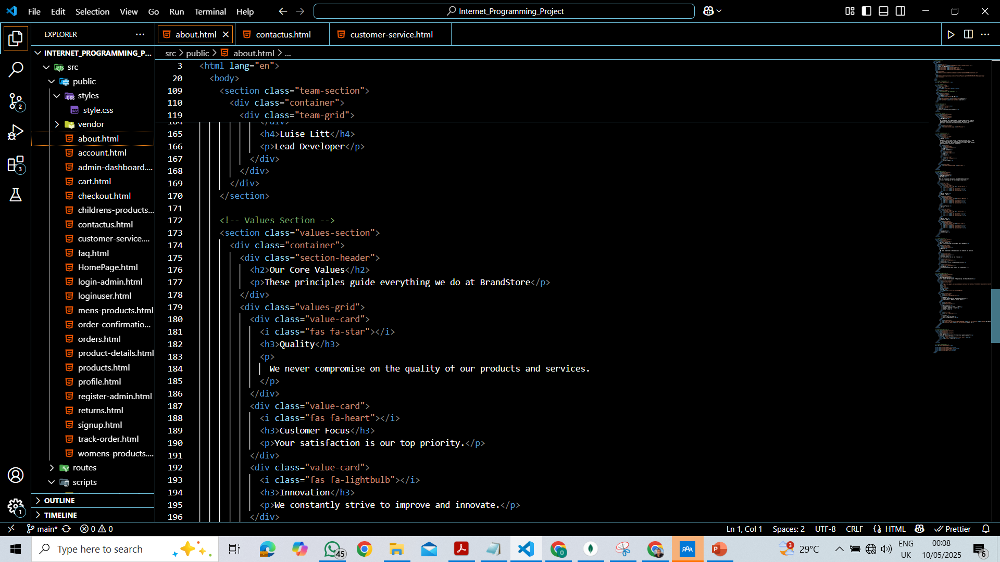 File Edit Selection View Go Run Terminal Help
Internet_Programming_Project
EXPLORER
INTERNET_PROGRAMMING_P...
src
public
styles
style.css
vendor
about.html
account.html
admin-dashboard....
cart.html
checkout.html
childrens-products...
contactus.html
customer-service....
faq.html
HomePage.html
login-admin.html
loginuser.html
mens-products.html
order-confirmatio...
orders.html
product-details.html
products.html
profile.html
register-admin.html
returns.html
signup.html
track-order.html
womens-products....
routes
scripts
OUTLINE
TIMELINE
2
3
1
about.html contactus.html customer-service.html
src > public > about.html > ...
3 <html lang="en">
20 <body>
109 <section class="team-section">
110 <div class="container">
119 <div class="team-grid">
165 <h4>Luise Litt</h4>
166 <p>Lead Developer</p>
167 </div>
168 </div>
169 </div>
170 </section>
171
172 <!-- Values Section -->
173 <section class="values-section">
174 <div class="container">
175 <div class="section-header">
176 <h2>Our Core Values</h2>
177 <p>These principles guide everything we do at BrandStore</p>
178 </div>
179 <div class="values-grid">
180 <div class="value-card">
181 <i class="fas fa-star"></i>
182 <h3>Quality</h3>
183 <p>
184 We never compromise on the quality of our products and services.
185 </p>
186 </div>
187 <div class="value-card">
188 <i class="fas fa-heart"></i>
189 <h3>Customer Focus</h3>
190 <p>Your satisfaction is our top priority.</p>
191 </div>
192 <div class="value-card">
193 <i class="fas fa-lightbulb"></i>
194 <h3>Innovation</h3>
195 <p>We constantly strive to improve and innovate.</p>
196 </div>
main* 0 0 Ln 1, Col 1 Spaces: 2 UTF-8 CRLF HTML Prettier
Type here to search
45
3 29°C
ENG
UK
00:08
10/05/2025
6